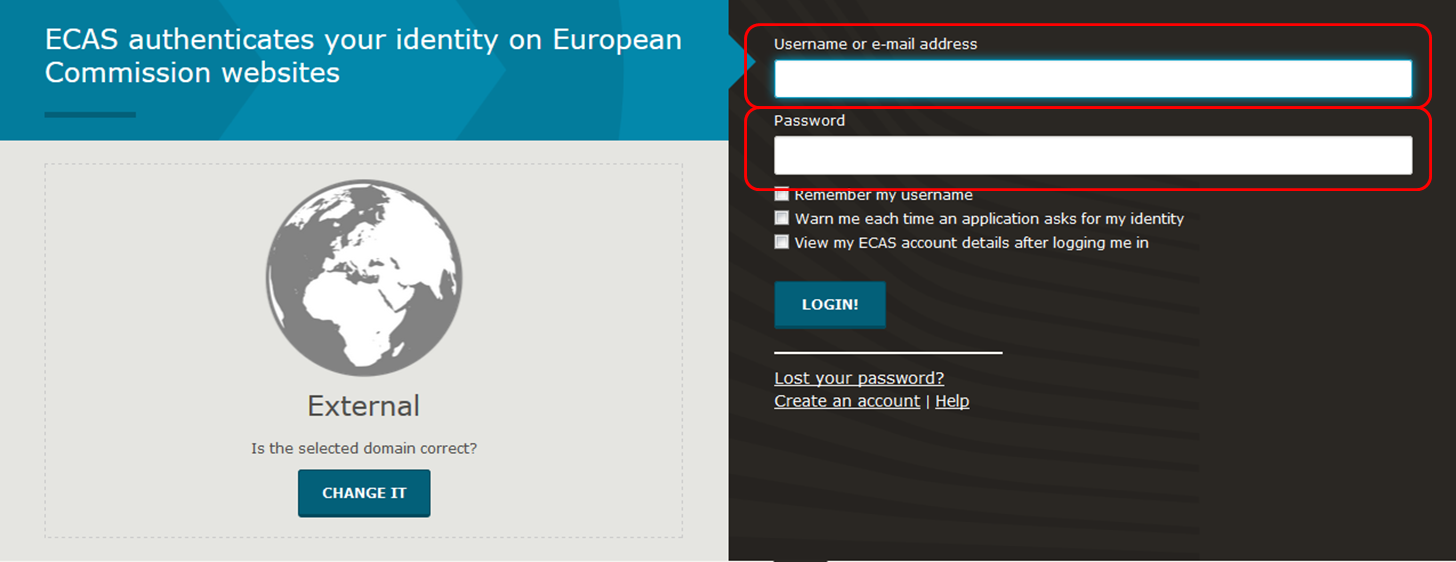 ECAS authenticates your identity on European
Commission websites
External
Is the selected domain correct?
CHANGE IT
Username or e-mail address
Password
Remember my username
Warn me each time an application asks for my identity
View my ECAS account details after logging me in
LOGIN!
Lost your password?
Create an account | Help